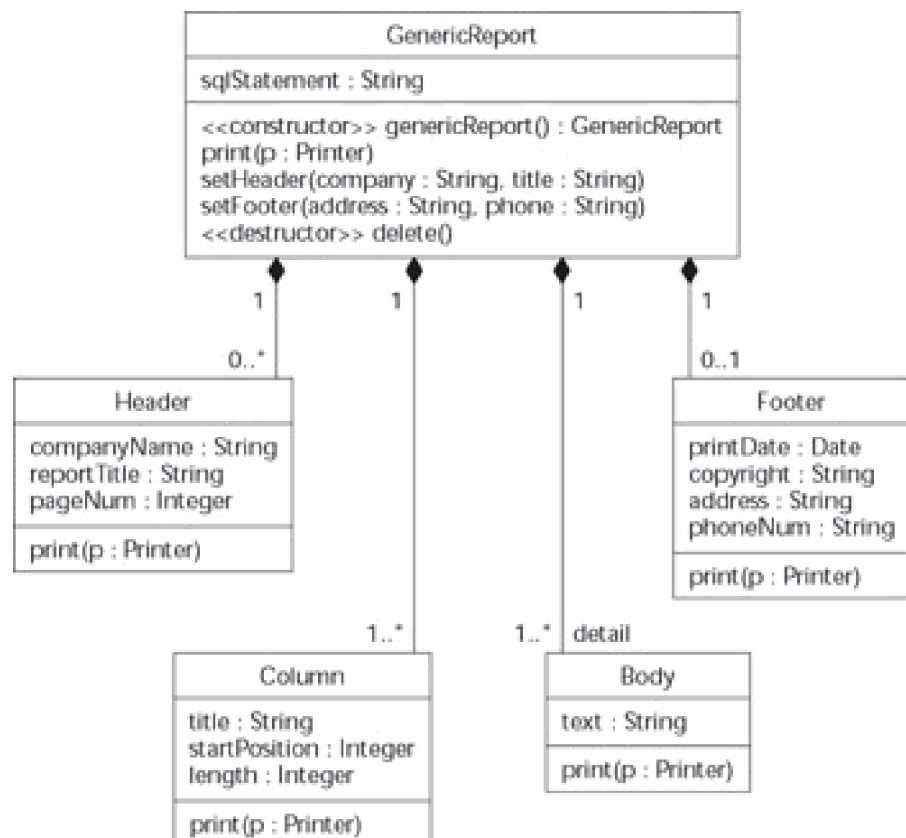 GenericReport
sqlStatement : String
<<constructor>> genericReport() : GenericReport
print(p : Printer)
setHeader(company : String, title : String)
setFooter(address : String, phone : String)
<<destructor>> delete()
1
1
1
1
0..*
0..1
Header
companyName : String
reportTitle : String
pageNum : Integer
print(p : Printer)
Footer
printDate : Date
copyright : String
address : String
phoneNum : String
print(p : Printer)
1..*
1..* detail
Column
title : String
startPosition : Integer
length : Integer
print(p : Printer)
Body
text : String
print(p : Printer)